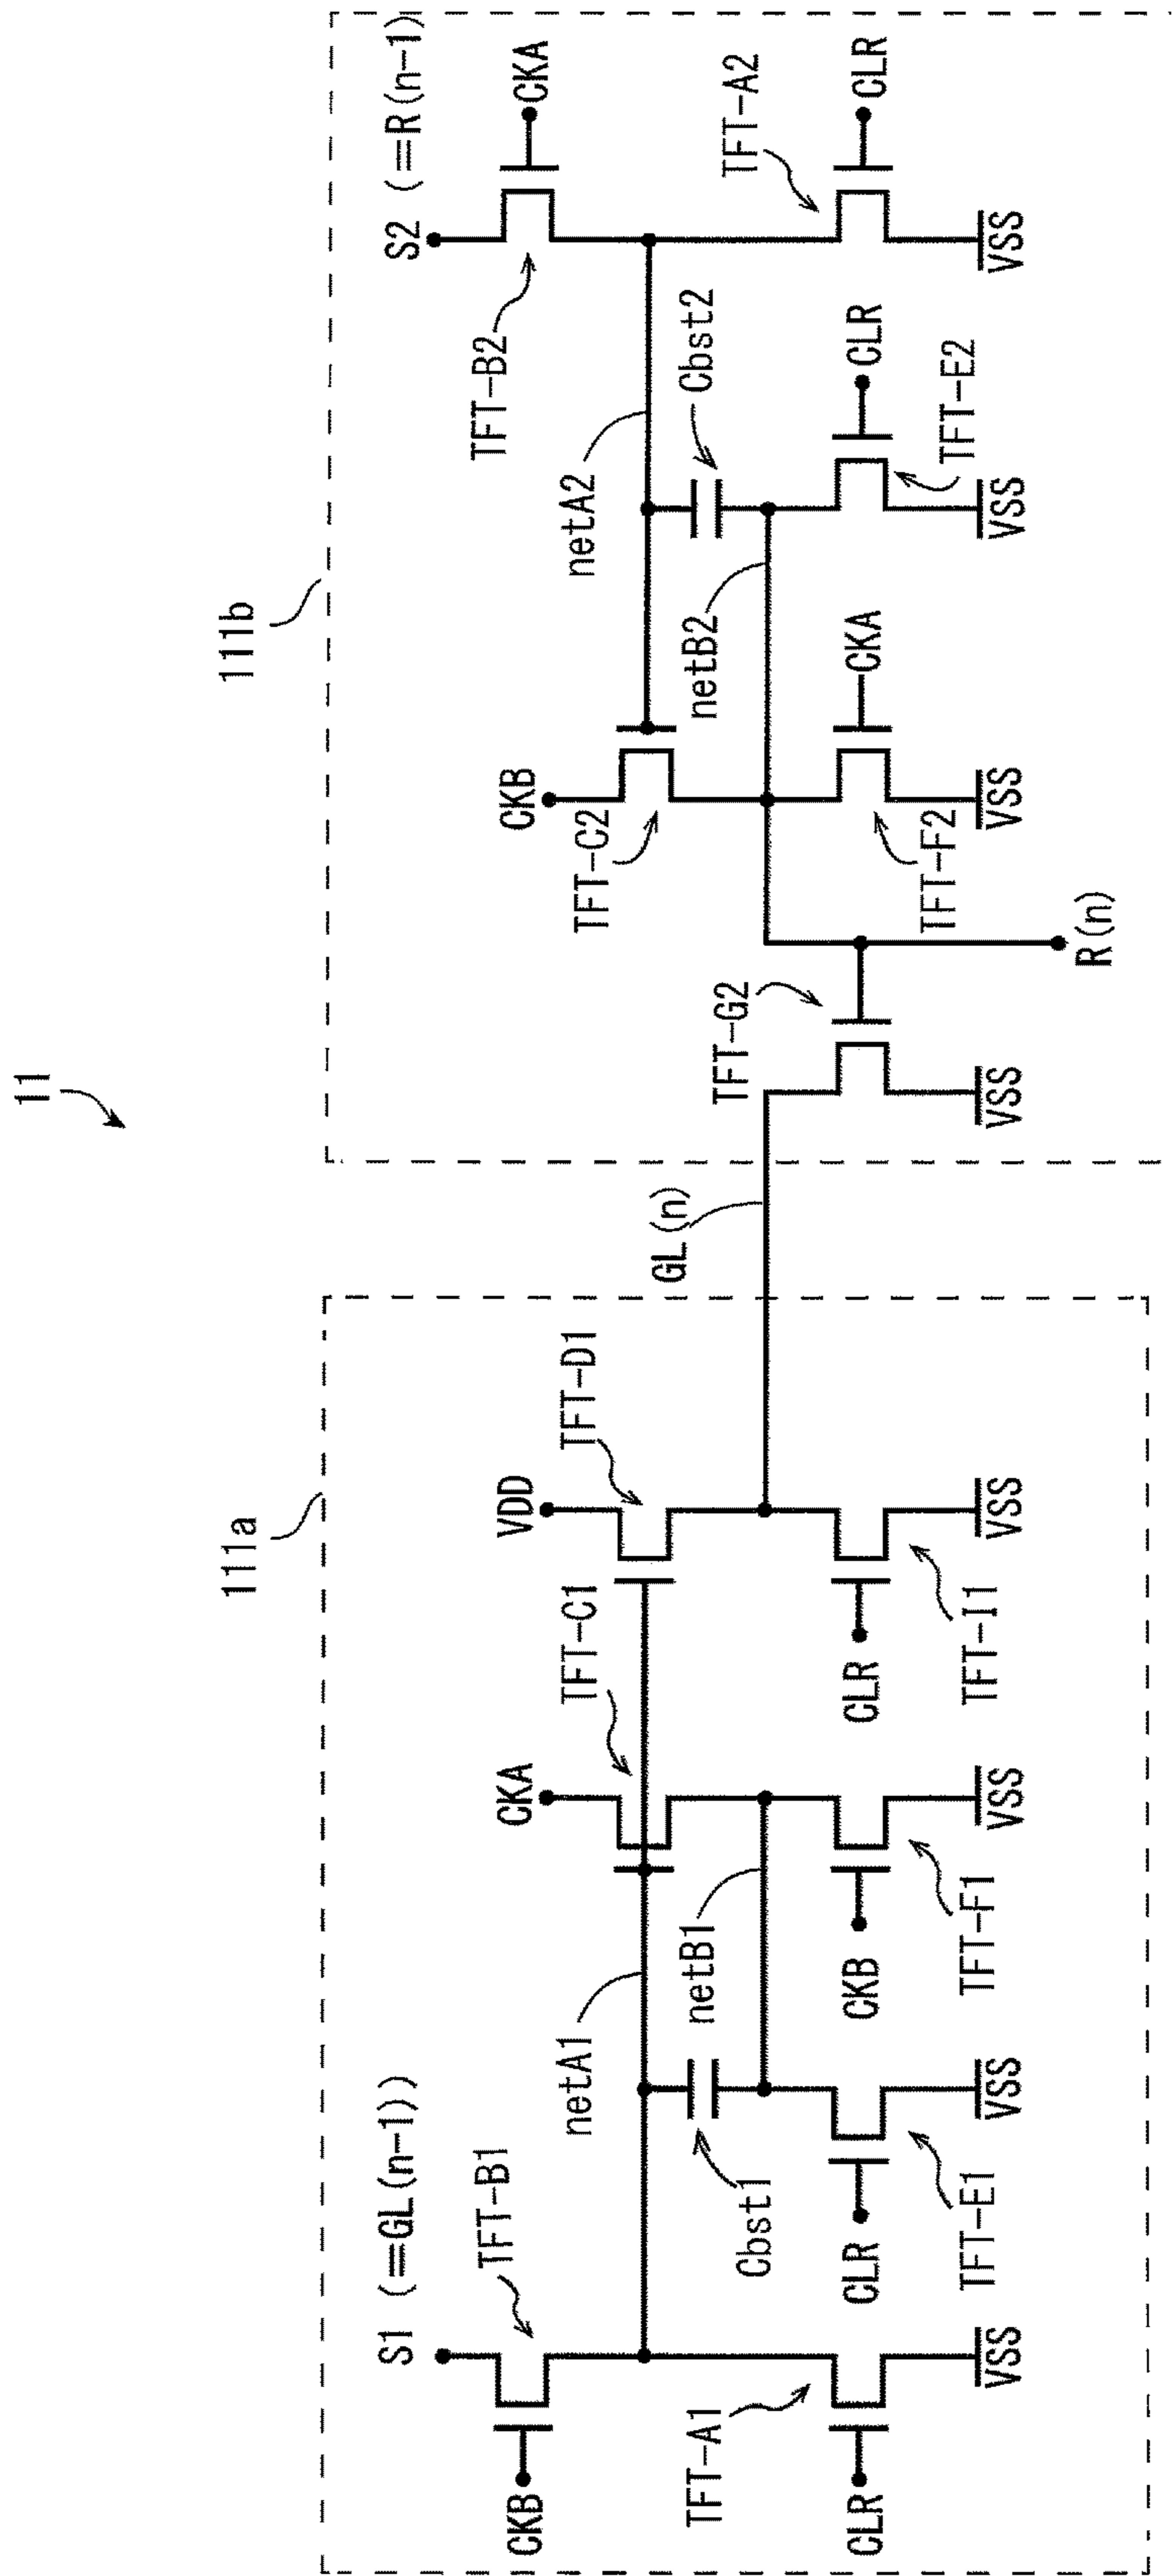 11
111a
111b
S1 (=GL(n-1))
CKB
TFT-B1
netA1
TFT-C1
CKA
VDD
TFT-D1
GL(n)
TFT-A1
CLR
VSS
Cbst1
netB1
CLR
TFT-E1
VSS
CKB
TFT-F1
VSS
CLR
TFT-I1
VSS
S2 (=R(n-1)
CKA
TFT-B2
netA2
Cbst2
CKB
TFT-C2
netB2
TFT-G2
VSS
R(n)
CKA
TFT-F2
VSS
CLR
TFT-E2
VSS
TFT-A2
CLR
VSS